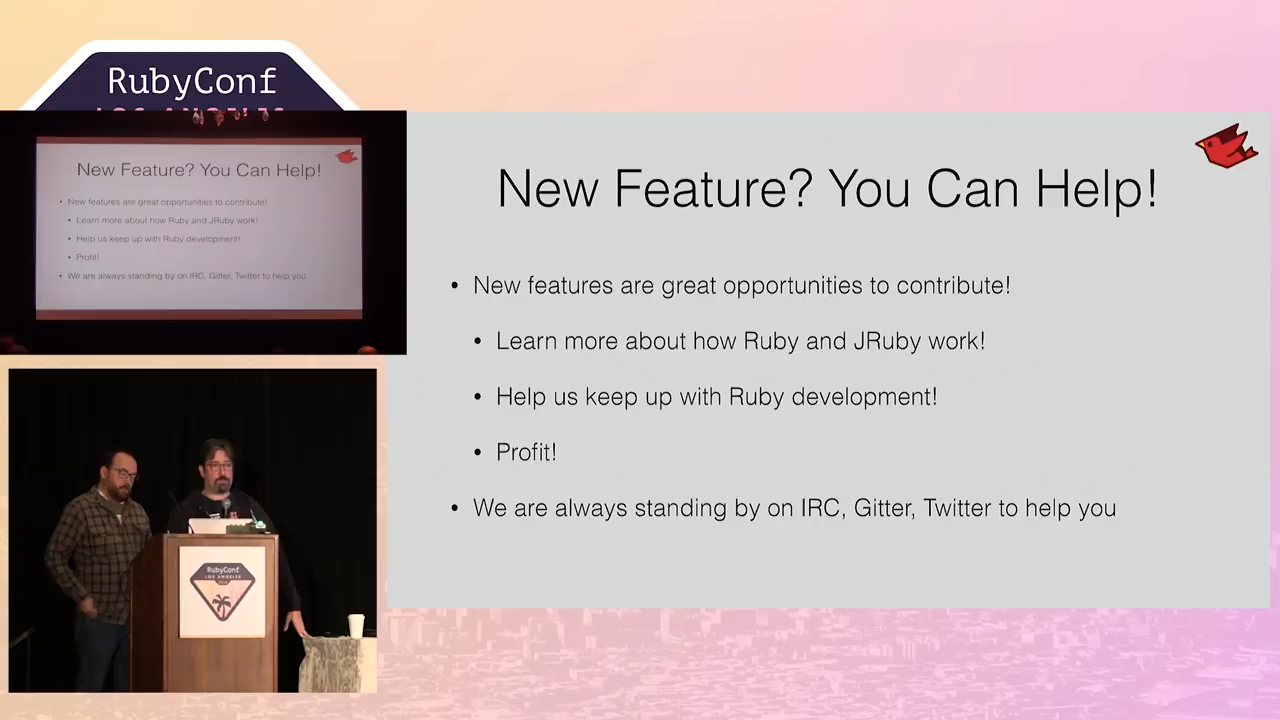 RubyConf
LOS ANGELES
New Feature? You Can Help!
• New features are great opportunities to contribute!
• Learn more about how Ruby and JRuby work!
• Help us keep up with Ruby development!
• Profit!
• We are always standing by on IRC, Gitter, Twitter to help you
New Feature? You Can Help!
• New features are great opportunities to contribute!
• Learn more about how Ruby and JRuby work!
• Help us keep up with Ruby development!
• Profit!
• We are always standing by on IRC, Gitter, Twitter to help you
RubyConf
LOS ANGELES